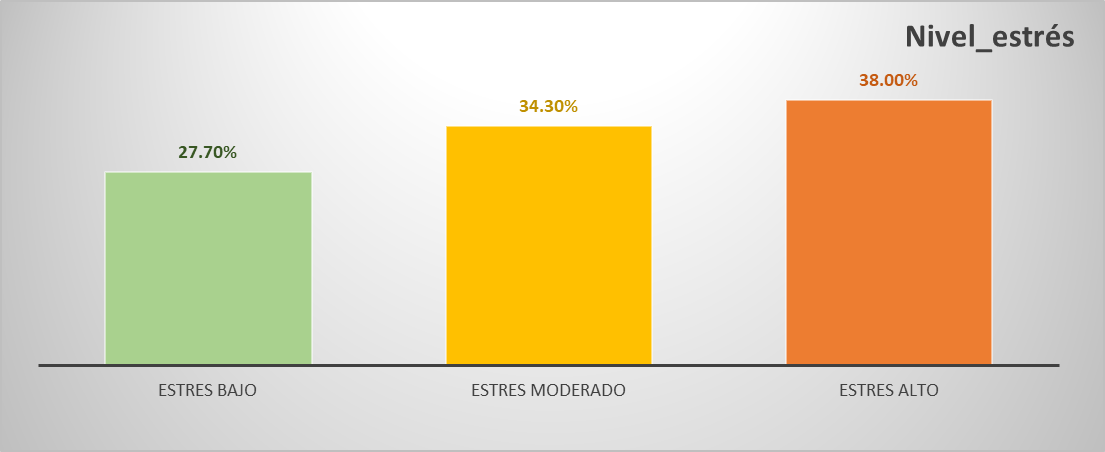 Nivel_estrés
27.70%
34.30%
38.00%
ESTRES BAJO
ESTRES MODERADO
ESTRES ALTO